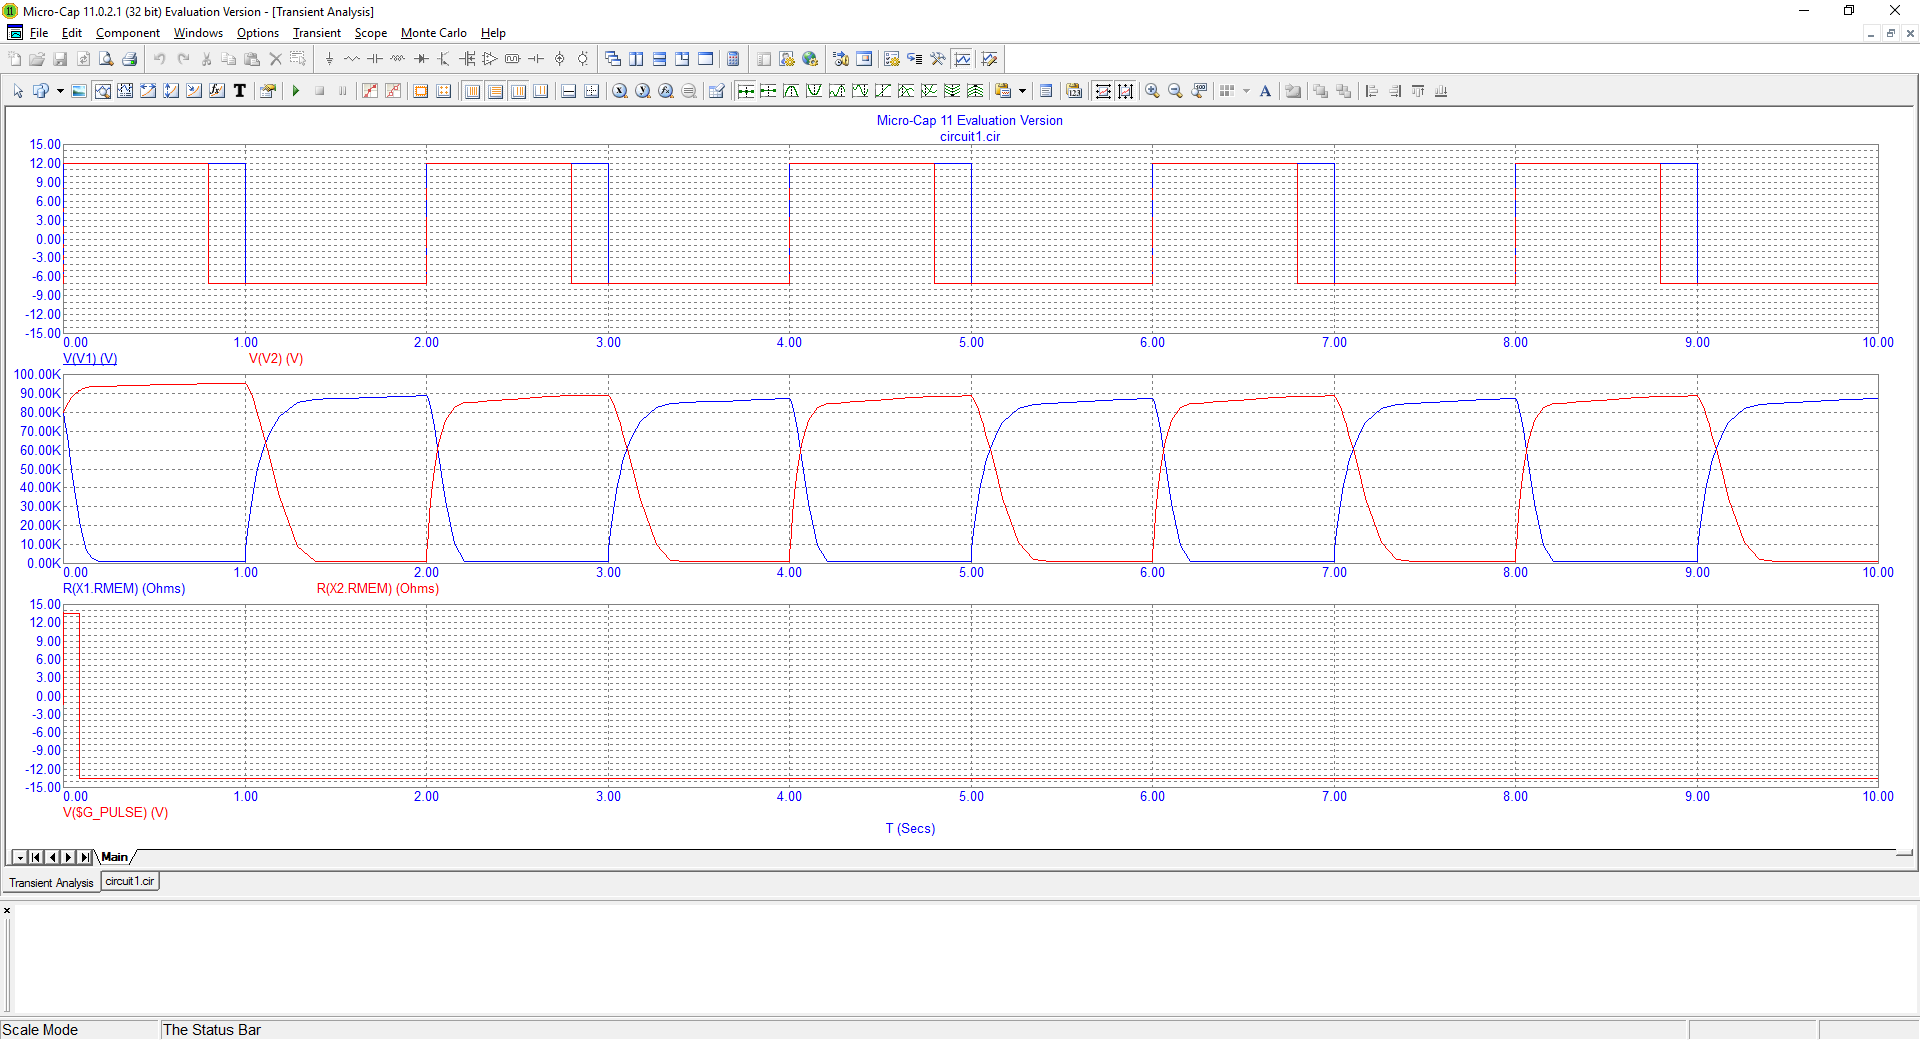 Micro-Cap 11.0.2.1 (32 bit) Evaluation Version - [Transient Analysis]
File Edit Component Windows Options Transient Scope Monte Carlo Help
Micro-Cap 11 Evaluation Version
circuit1.cir
15.00
12.00
9.00
6.00
3.00
0.00
-3.00
-6.00
-9.00
-12.00
-15.00
0.00 1.00 2.00 3.00 4.00 5.00 6.00 7.00 8.00 9.00 10.00
V(V1) (V) V(V2) (V)
100.00K
90.00K
80.00K
70.00K
60.00K
50.00K
40.00K
30.00K
20.00K
10.00K
0.00K
0.00 1.00 2.00 3.00 4.00 5.00 6.00 7.00 8.00 9.00 10.00
R(X1.RMEM) (Ohms) R(X2.RMEM) (Ohms)
15.00
12.00
9.00
6.00
3.00
0.00
-3.00
-6.00
-9.00
-12.00
-15.00
0.00 1.00 2.00 3.00 4.00 5.00 6.00 7.00 8.00 9.00 10.00
V($G_PULSE) (V)
T (Secs)
Main
Transient Analysis circuit1.cir
Scale Mode The Status Bar